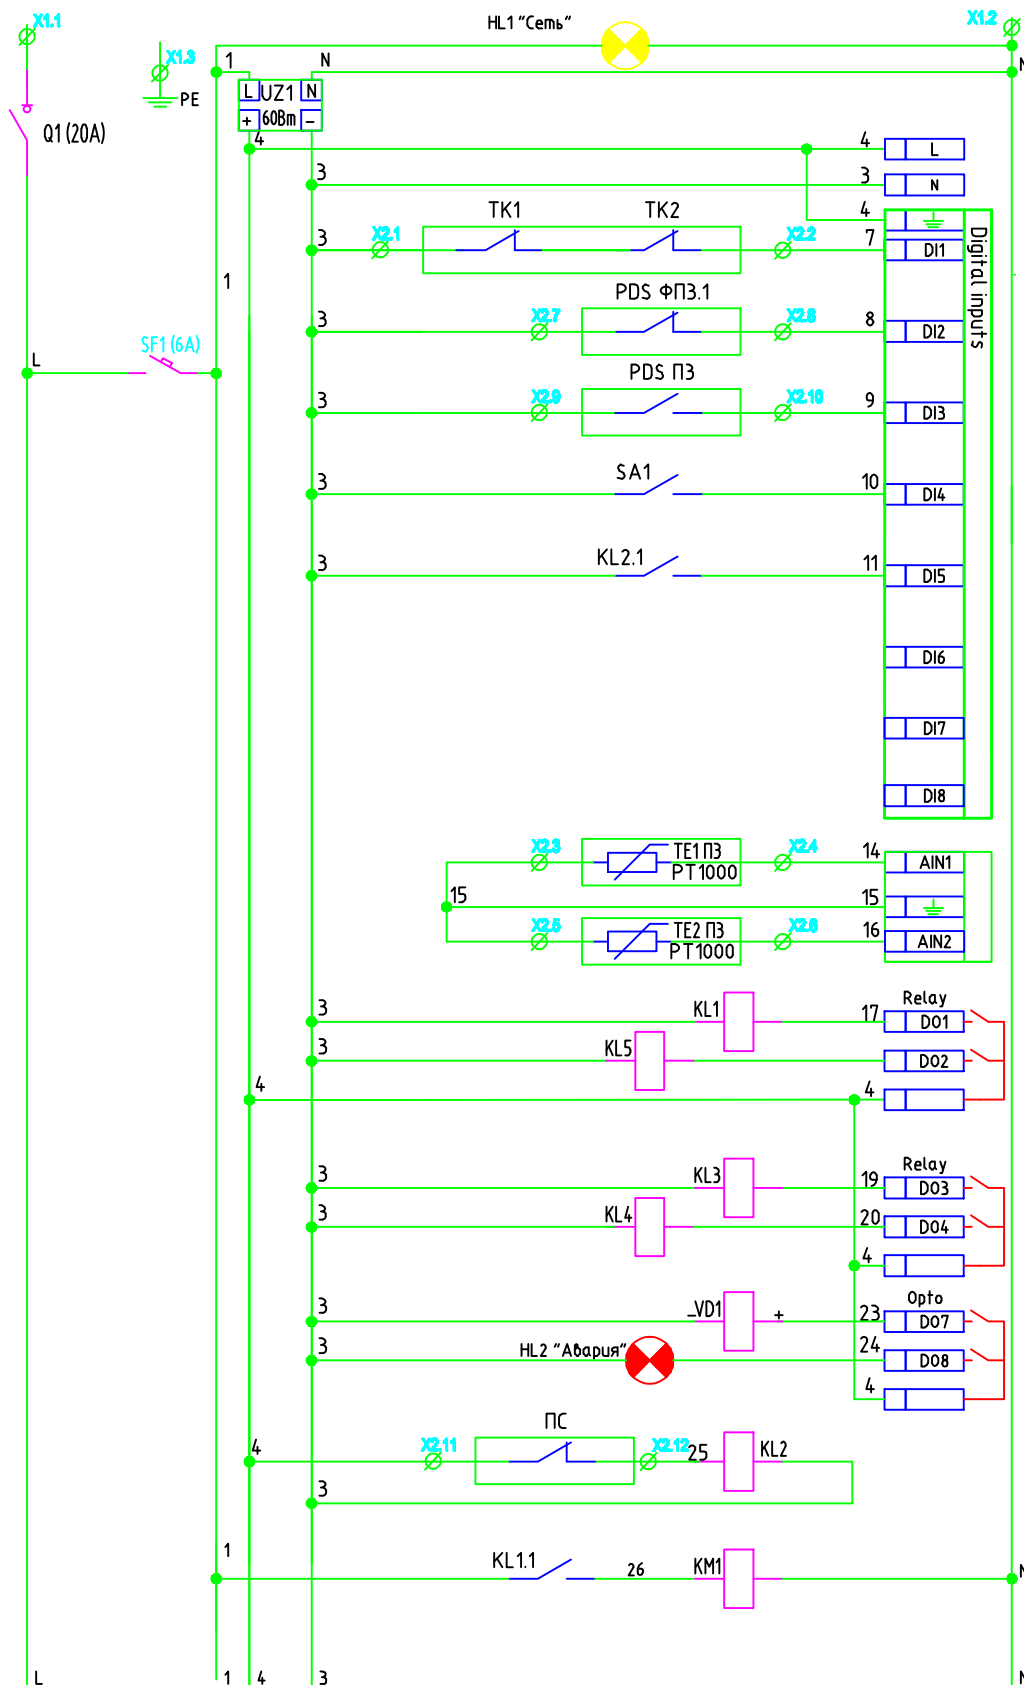 X1.1
HL1 "Сеть"
X1.2
X1.3
1
N
N
PE
L
UZ1
N
+
60Вт
−
Q1 (20A)
4
4
L
3
3
N
4
TK1
TK2
3
X2.1
X2.2
7
DI1
Digital inputs
1
PDS ФПЗ.1
3
X2.7
X2.8
8
DI2
SF1 (6A)
L
PDS ПЗ
3
X2.9
X2.10
9
DI3
SA1
3
10
DI4
KL2.1
3
11
DI5
DI6
DI7
DI8
X2.3
TE1 ПЗ
PT1000
X2.4
14
AIN1
15
15
X2.5
TE2 ПЗ
PT1000
X2.6
16
AIN2
Relay
3
KL1
17
DO1
3
KL5
DO2
4
4
Relay
3
KL3
19
DO3
3
KL4
20
DO4
4
Opto
3
_VD1
+
23
DO7
3
HL2 "Авария"
24
DO8
4
ПС
4
X2.11
X2.12
25
KL2
3
1
KL1.1
26
KM1
N
L
1
4
3
N